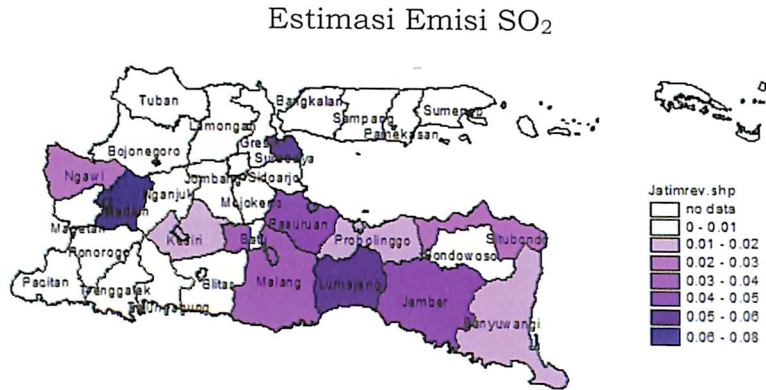 Estimasi Emisi SO₂
Tuban
Bangkalan
Sampang
Sumenep
Pamekasan
Lamongan
Bojonegoro
Surabaya
Ngawi
Nganjuk
Jombang
Sidoarjo
Mojokerto
Madiun
Magetan
Ponorogo
Kediri
Batu
Pasuruan
Probolinggo
Situbondo
Bondowoso
Pacitan
Trenggalek
Tulungagung
Blitar
Malang
Lumajang
Jember
Banyuwangi
Jatimrev.shp
no data
0 - 0.01
0.01 - 0.02
0.02 - 0.03
0.03 - 0.04
0.04 - 0.05
0.05 - 0.06
0.06 - 0.08